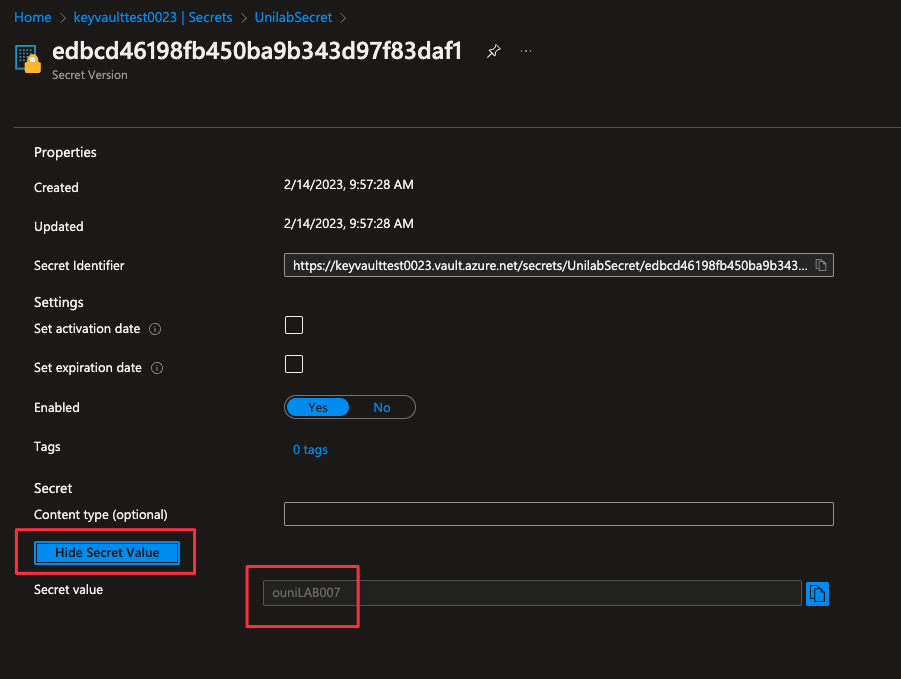 Home > keyvaulttest0023 | Secrets > UnilabSecret >
edbcd46198fb450ba9b343d97f83daf1
Secret Version
Properties
Created 2/14/2023, 9:57:28 AM
Updated 2/14/2023, 9:57:28 AM
Secret Identifier https://keyvaulttest0023.vault.azure.net/secrets/UnilabSecret/edbcd46198fb450ba9b343...
Settings
Set activation date
Set expiration date
Enabled Yes No
Tags 0 tags
Secret
Content type (optional)
Hide Secret Value
Secret value ouniLAB007